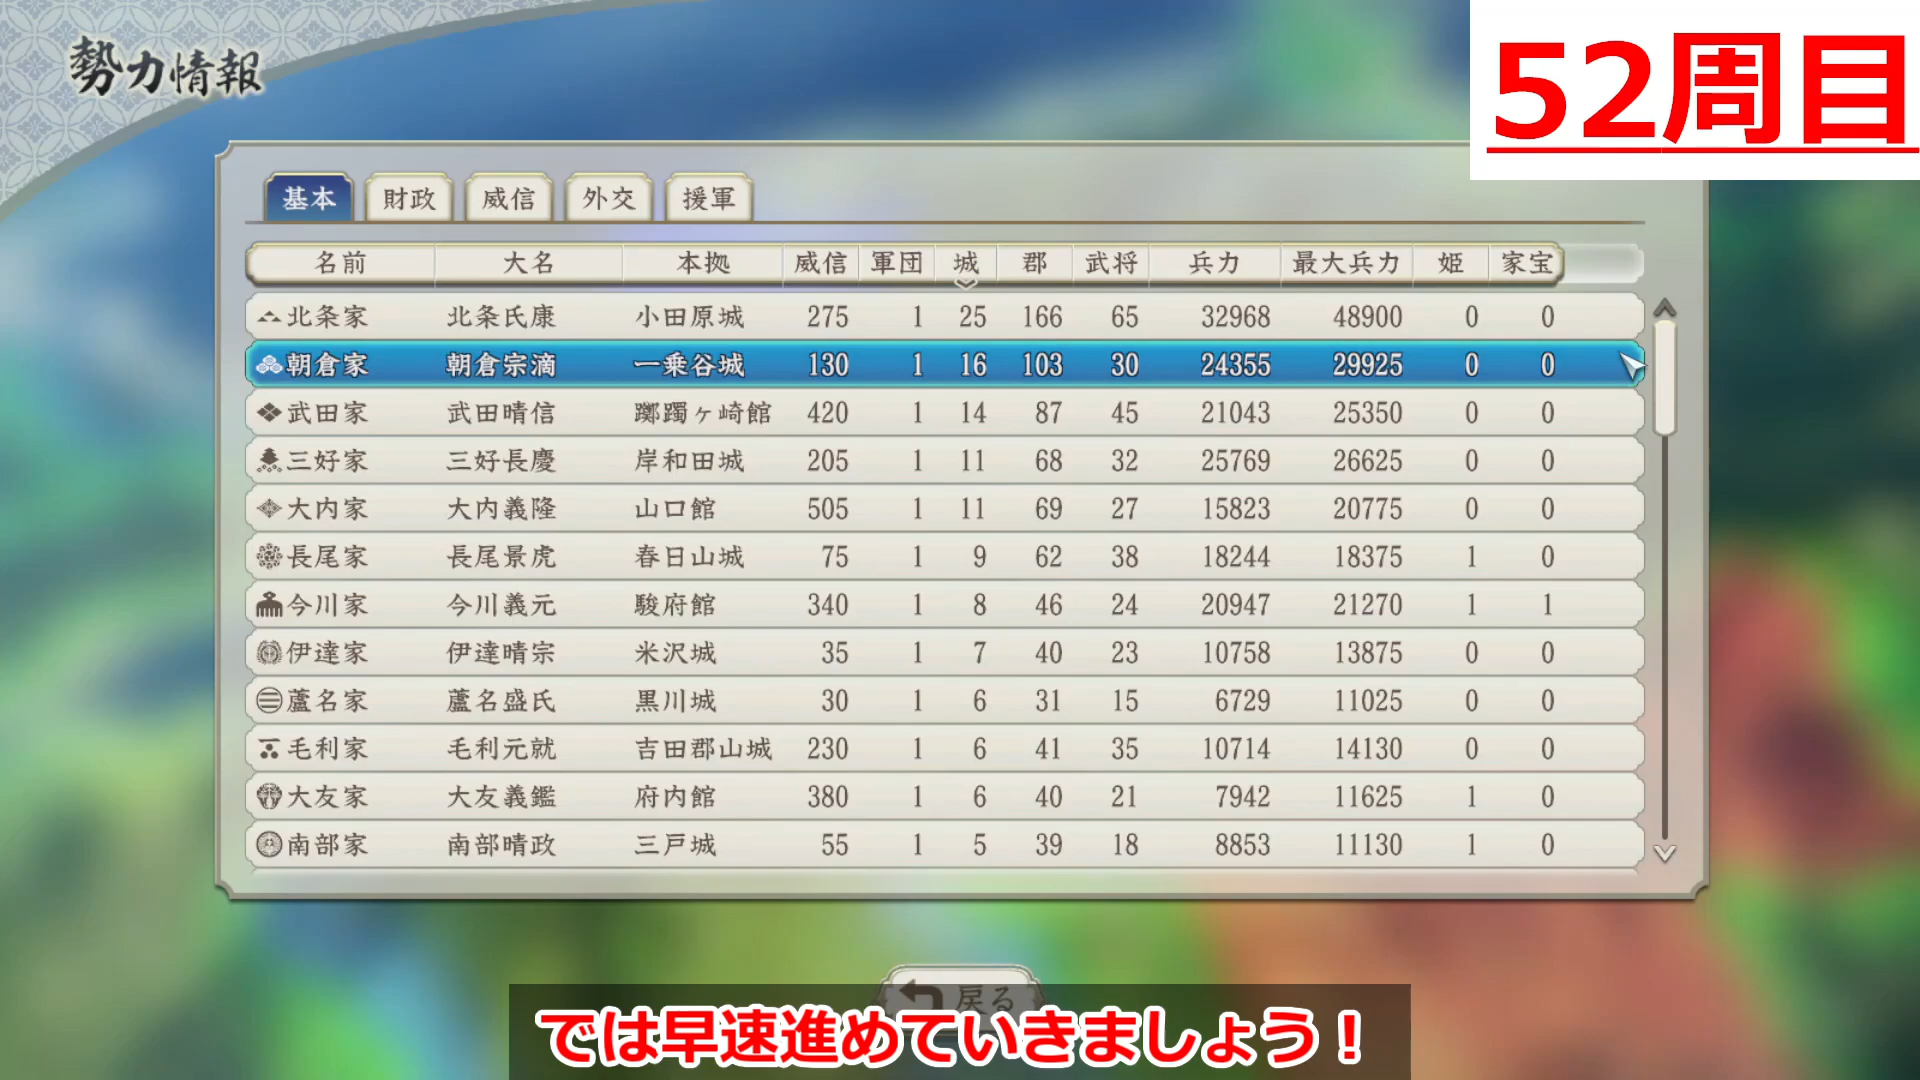 勢力情報
52周目
基本 財政 威信 外交 援軍
名前 大名 本拠 威信 軍団 城 郡 武将 兵力 最大兵力 姫 家宝
北条家 北条氏康 小田原城 275 1 25 166 65 32968 48900 0 0
朝倉家 朝倉宗滴 一乗谷城 130 1 16 103 30 24355 29925 0 0
武田家 武田晴信 躑躅ヶ崎館 420 1 14 87 45 21043 25350 0 0
三好家 三好長慶 岸和田城 205 1 11 68 32 25769 26625 0 0
大内家 大内義隆 山口館 505 1 11 69 27 15823 20775 0 0
長尾家 長尾景虎 春日山城 75 1 9 62 38 18244 18375 1 0
今川家 今川義元 駿府館 340 1 8 46 24 20947 21270 1 1
伊達家 伊達晴宗 米沢城 35 1 7 40 23 10758 13875 0 0
蘆名家 蘆名盛氏 黒川城 30 1 6 31 15 6729 11025 0 0
毛利家 毛利元就 吉田郡山城 230 1 6 41 35 10714 14130 0 0
大友家 大友義鑑 府内館 380 1 6 40 21 7942 11625 1 0
南部家 南部晴政 三戸城 55 1 5 39 18 8853 11130 1 0
戻る
では早速進めていきましょう！